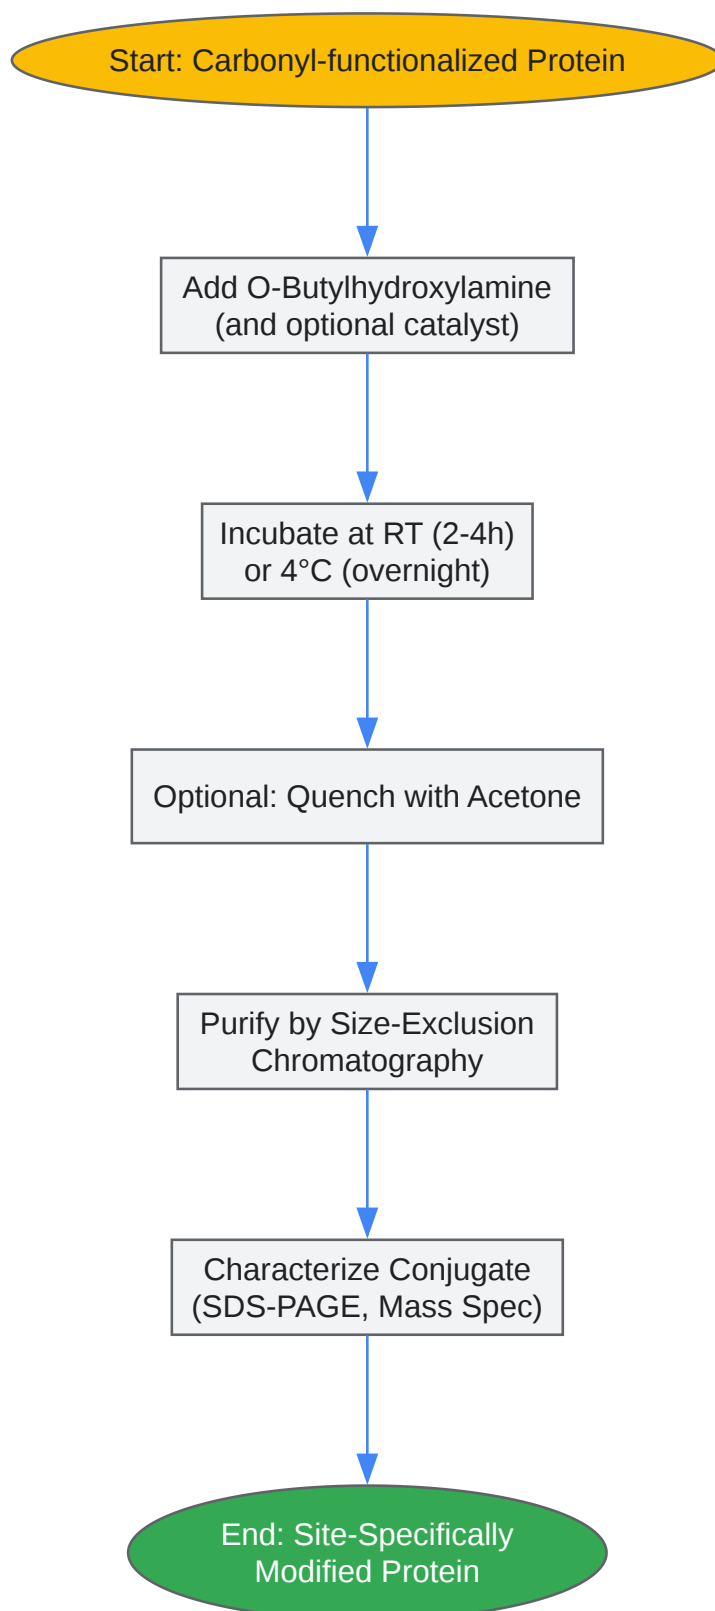 Start: Carbonyl-functionalized Protein
Add O-Butylhydroxylamine
(and optional catalyst)
Incubate at RT (2-4h)
or 4°C (overnight)
Optional: Quench with Acetone
Purify by Size-Exclusion
Chromatography
Characterize Conjugate
(SDS-PAGE, Mass Spec)
End: Site-Specifically
Modified Protein